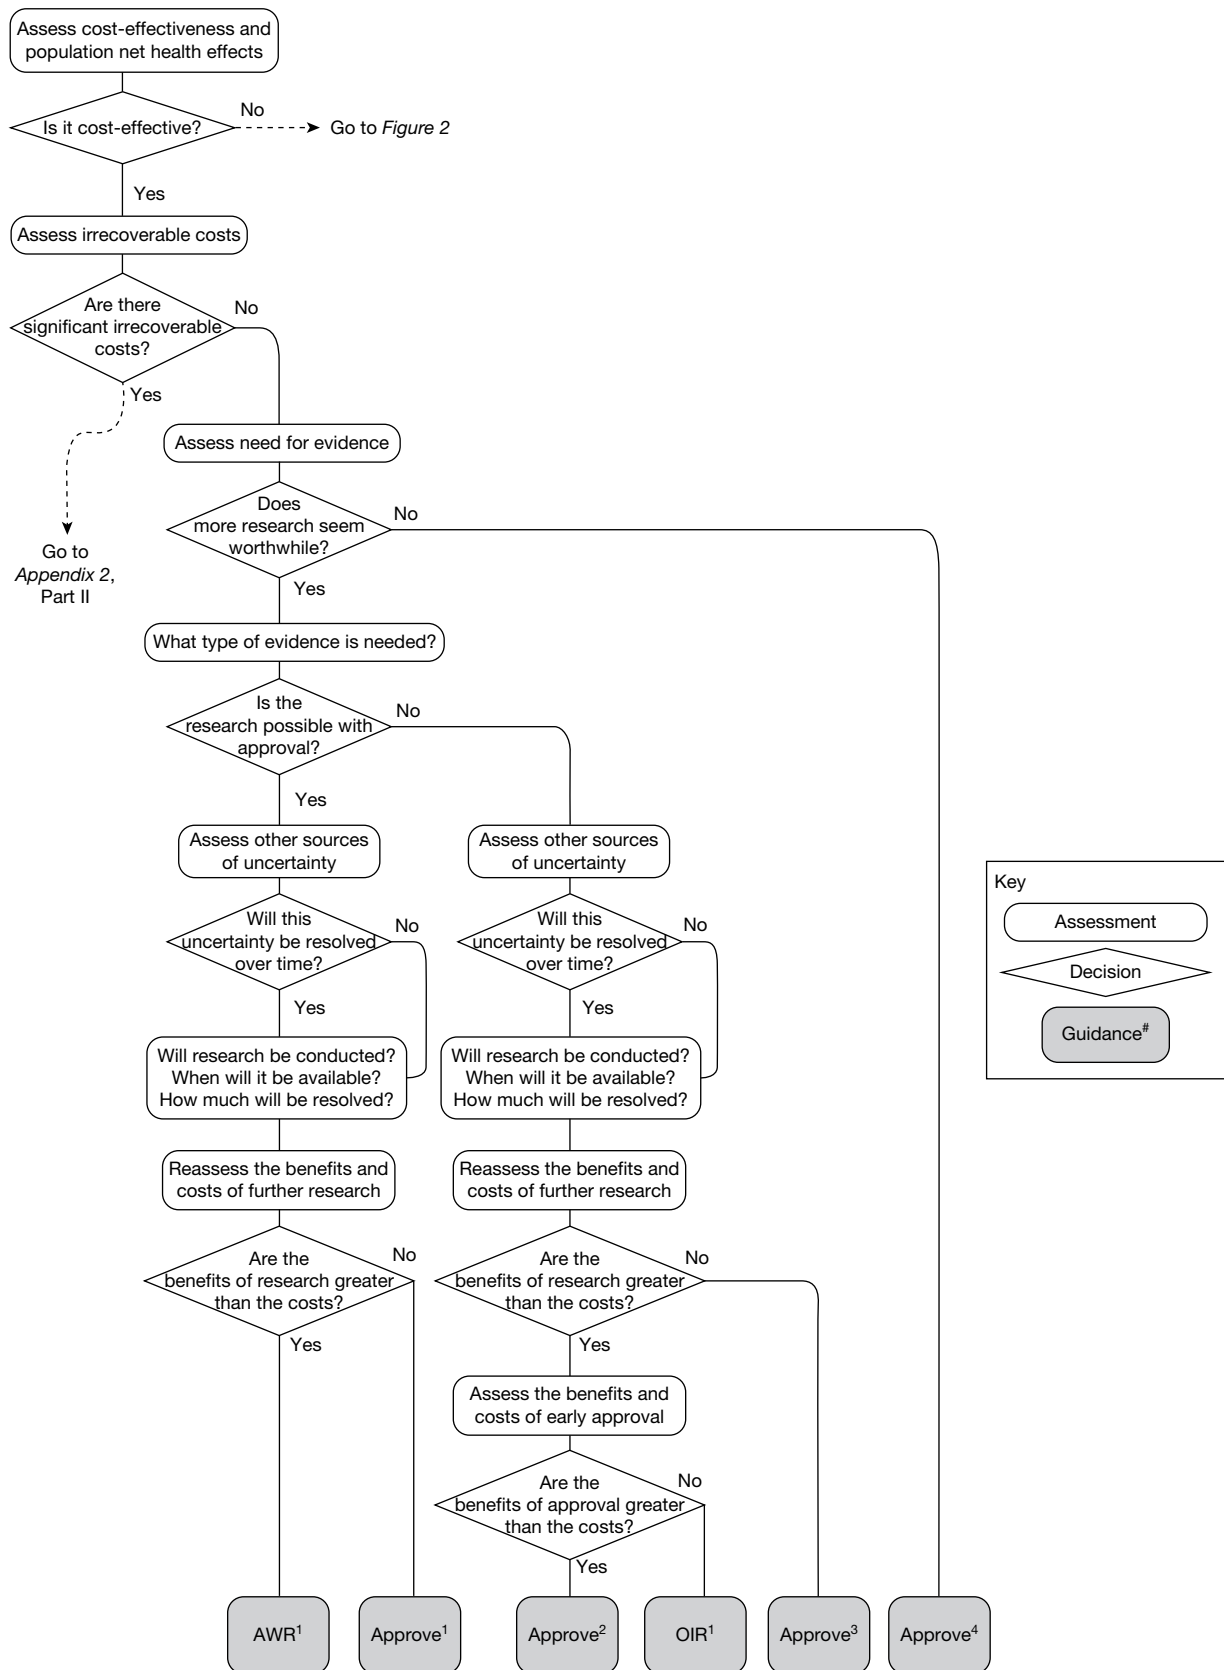 Assess cost-effectiveness and
population net health effects
Is it cost-effective?
No
Go to Figure 2
Yes
Assess irrecoverable costs
Are there
significant irrecoverable
costs?
No
Yes
Go to
Appendix 2,
Part II
Assess need for evidence
Does
more research seem
worthwhile?
No
Yes
What type of evidence is needed?
Is the
research possible with
approval?
No
Yes
Assess other sources
of uncertainty
Will this
uncertainty be resolved
over time?
No
Yes
Will research be conducted?
When will it be available?
How much will be resolved?
Reassess the benefits and
costs of further research
Are the
benefits of research greater
than the costs?
No
Yes
Assess other sources
of uncertainty
Will this
uncertainty be resolved
over time?
No
Yes
Will research be conducted?
When will it be available?
How much will be resolved?
Reassess the benefits and
costs of further research
Are the
benefits of research greater
than the costs?
No
Yes
Assess the benefits and
costs of early approval
Are the
benefits of approval greater
than the costs?
No
Yes
AWR¹
Approve¹
Approve²
OIR¹
Approve³
Approve⁴
Key
Assessment
Decision
Guidance#